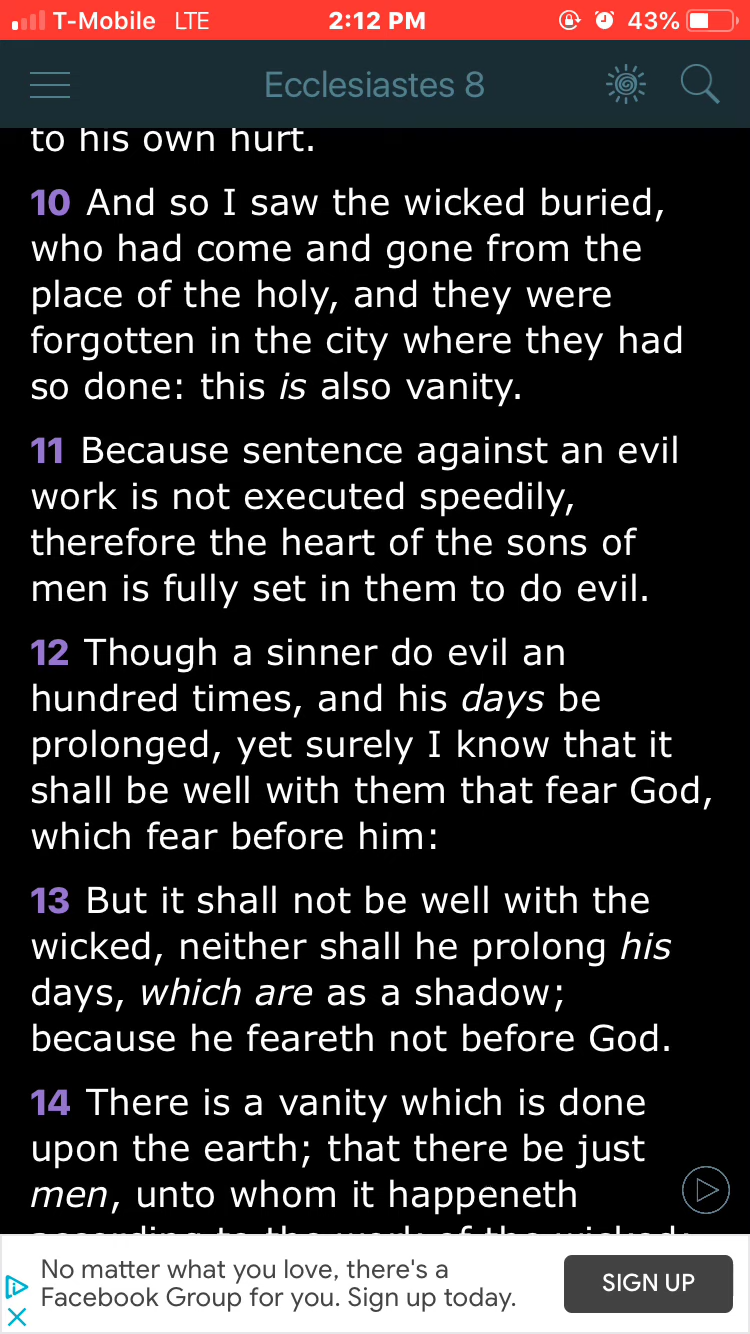 T-Mobile LTE 2:12 PM 43%
Ecclesiastes 8
to his own hurt.
10 And so I saw the wicked buried,
who had come and gone from the
place of the holy, and they were
forgotten in the city where they had
so done: this is also vanity.
11 Because sentence against an evil
work is not executed speedily,
therefore the heart of the sons of
men is fully set in them to do evil.
12 Though a sinner do evil an
hundred times, and his days be
prolonged, yet surely I know that it
shall be well with them that fear God,
which fear before him:
13 But it shall not be well with the
wicked, neither shall he prolong his
days, which are as a shadow;
because he feareth not before God.
14 There is a vanity which is done
upon the earth; that there be just
men, unto whom it happeneth
according to the work of the wicked;
No matter what you love, there's a
Facebook Group for you. Sign up today.
SIGN UP